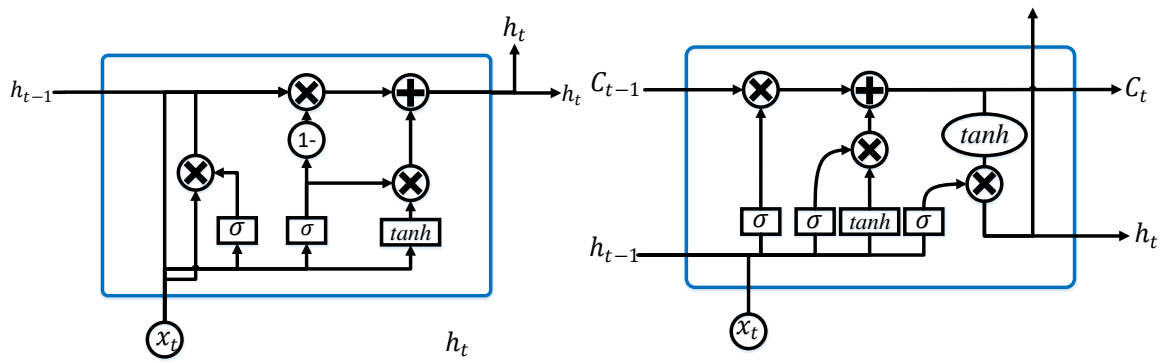 h_t
h_{t-1}
h_t
1-
σ
σ
tanh
x_t
h_t
C_{t-1}
C_t
tanh
σ
σ
tanh
σ
h_{t-1}
h_t
x_t